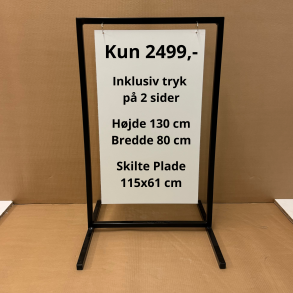 Kun 2499,-
Inklusiv tryk
på 2 sider
Højde 130 cm
Bredde 80 cm
Skilte Plade
115x61 cm